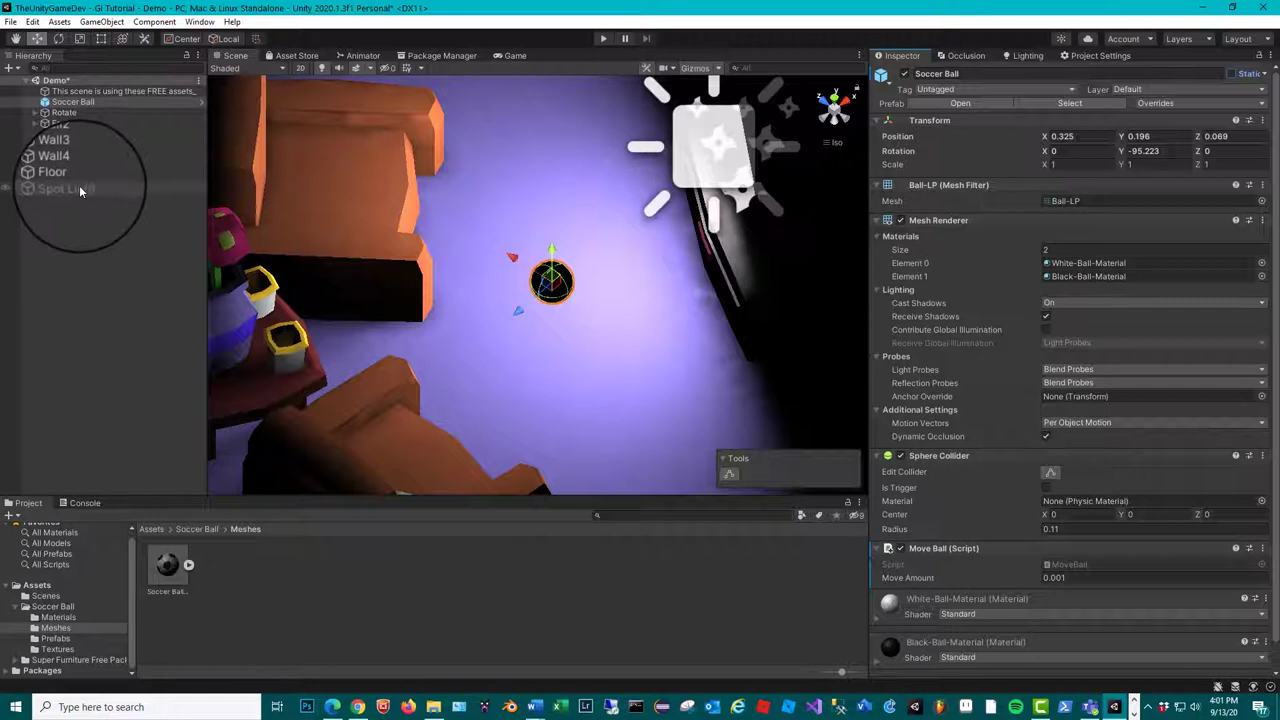 TheUnityGameDev - GI Tutorial - Demo - PC, Mac & Linux Standalone - Unity 2020.1.3f1 Personal* <DX11>
File Edit Assets GameObject Component Window Help
Center Local Account Layers Layout
Hierarchy Scene Asset Store Animator Package Manager Game Inspector Occlusion Lighting Project Settings
All Shaded 2D 0 Gizmos All Soccer Ball Static
Demo*
This scene is using these FREE assets_
Soccer Ball
Rotate
Wall3
Wall4
Floor
y x z
Iso
Tools
Tag Untagged Layer Default
Prefab Open Select Overrides
Transform
Position X 0.325 Y 0.196 Z 0.069
Rotation X 0 Y -95.223 Z 0
Scale X 1 Y 1 Z 1
Ball-LP (Mesh Filter)
Mesh Ball-LP
Mesh Renderer
Materials
Size 2
Element 0 White-Ball-Material
Element 1 Black-Ball-Material
Lighting
Cast Shadows On
Receive Shadows
Contribute Global Illumination
Receive Global Illumination Light Probes
Probes
Light Probes Blend Probes
Reflection Probes Blend Probes
Anchor Override None (Transform)
Additional Settings
Motion Vectors Per Object Motion
Dynamic Occlusion
Sphere Collider
Edit Collider
Is Trigger
Material None (Physic Material)
Center X 0 Y 0 Z 0
Radius 0.11
Move Ball (Script)
Script MoveBall
Move Amount 0.001
White-Ball-Material (Material)
Shader Standard
Black-Ball-Material (Material)
Shader Standard
Project Console
9
Favorites
All Materials
All Models
All Prefabs
All Scripts
Assets
Scenes
Soccer Ball
Materials
Meshes
Prefabs
Textures
Super Furniture Free Pack
Packages
Assets Soccer Ball Meshes
Soccer Ball..
Type here to search
4:01 PM
9/13/20